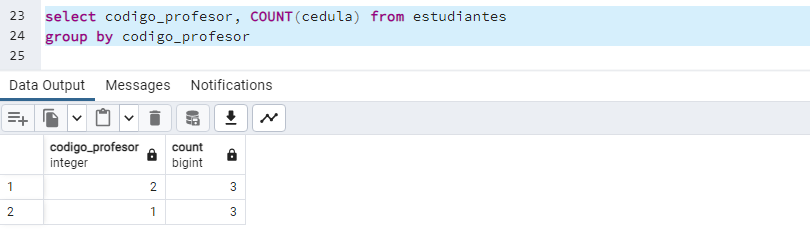 23 select codigo_profesor, COUNT(cedula) from estudiantes
24 group by codigo_profesor
25
Data Output Messages Notifications
codigo_profesor count
integer bigint
1 2 3
2 1 3